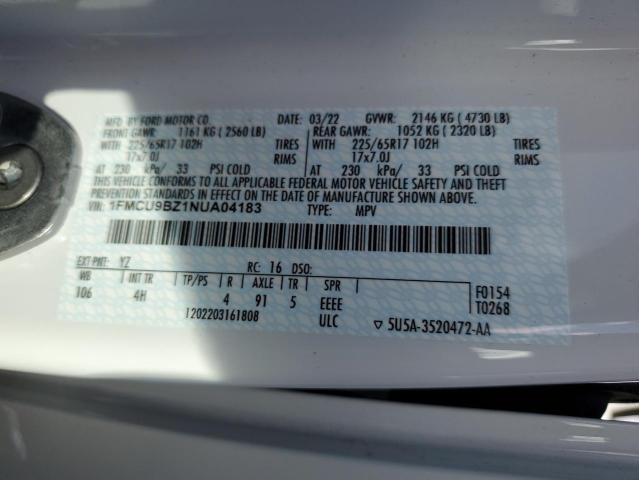 MFD. BY FORD MOTOR CO. DATE: 03/22 GVWR: 2146 KG ( 4730 LB)
FRONT GAWR: 1161 KG ( 2560 LB) REAR GAWR: 1052 KG ( 2320 LB)
WITH 225/65R17 102H TIRES WITH 225/65R17 102H TIRES
17x7.0J RIMS 17x7.0J RIMS
AT 230 kPa/ 33 PSI COLD AT 230 kPa/ 33 PSI COLD
THIS VEHICLE CONFORMS TO ALL APPLICABLE FEDERAL MOTOR VEHICLE SAFETY AND THEFT
PREVENTION STANDARDS IN EFFECT ON THE DATE OF MANUFACTURE SHOWN ABOVE.
VIN: 1FMCU9BZ1NUA04183 TYPE: MPV
EXT PNT: YZ RC: 16 DSO:
WB INT TR TP/PS R AXLE TR SPR F0154
106 4H 4 91 5 EEEE T0268
1202203161808 ULC ▽ 5U5A-3520472-AA